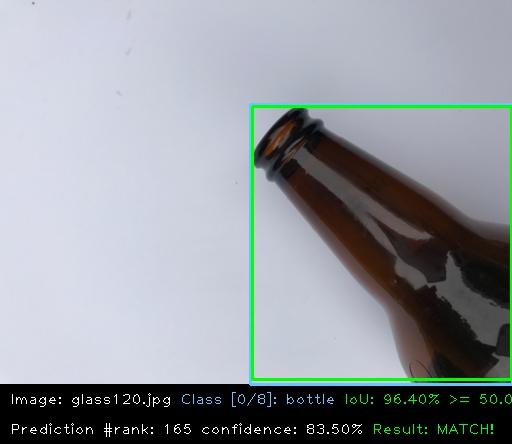 Image: glass120.jpg Class [0/8]: bottle IoU: 96.40% >= 50.0
Prediction #rank: 165 confidence: 83.50% Result: MATCH!